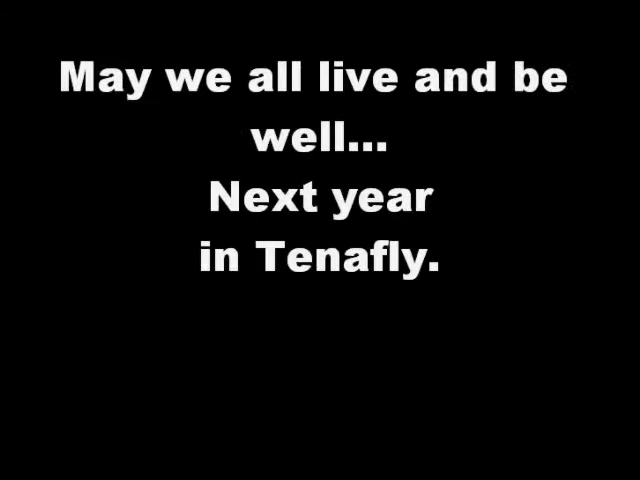 May we all live and be
well...
Next year
in Tenafly.